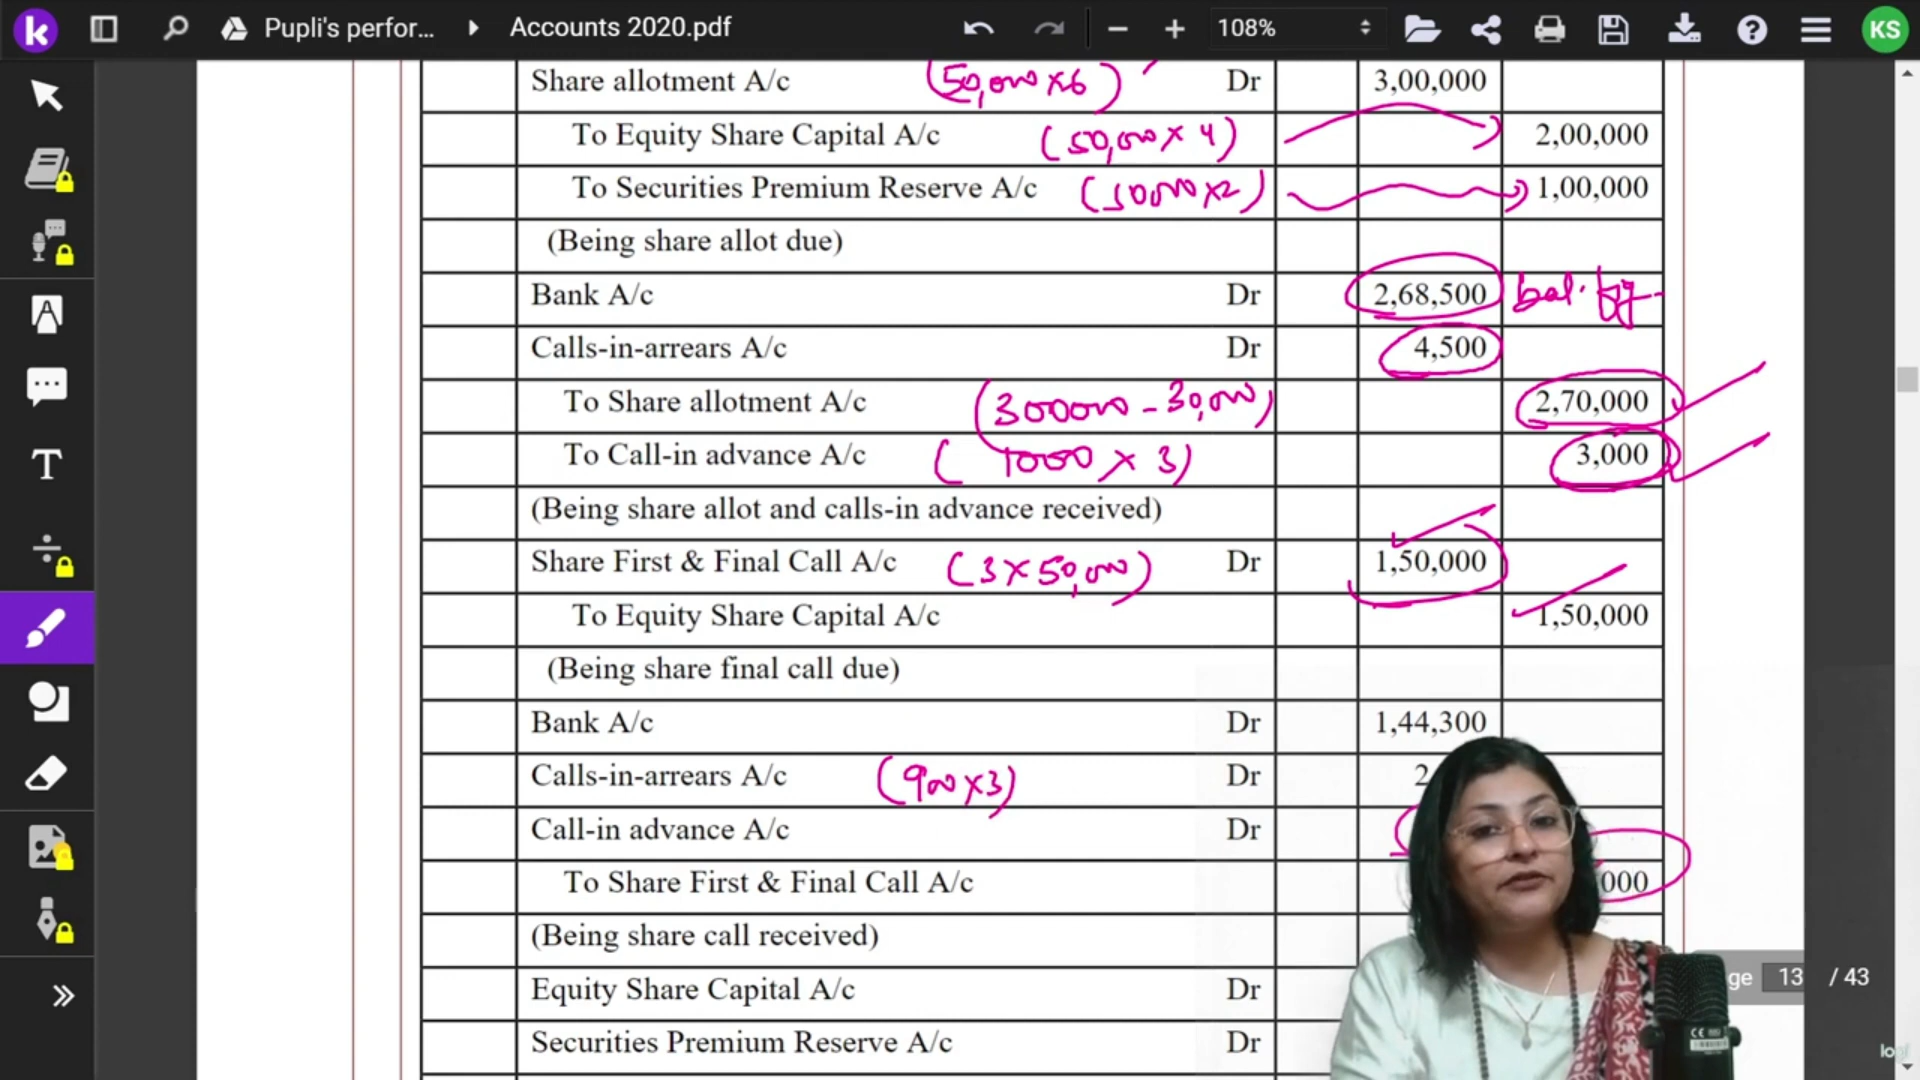 k Pupli's perfor... Accounts 2020.pdf 108% KS
Share allotment A/c (50,000 x 6) Dr 3,00,000
To Equity Share Capital A/c (50,000 x 4) 2,00,000
To Securities Premium Reserve A/c 1,00,000
(Being share allot due)
Bank A/c Dr 2,68,500 bal. fig.
Calls-in-arrears A/c Dr 4,500
To Share allotment A/c (300000 - 30,000) 2,70,000
To Call-in advance A/c (1000 x 3) 3,000
(Being share allot and calls-in advance received)
Share First & Final Call A/c (3 x 50,000) Dr 1,50,000
To Equity Share Capital A/c 1,50,000
(Being share final call due)
Bank A/c Dr 1,44,300
Calls-in-arrears A/c (900 x 3) Dr 2
Call-in advance A/c Dr
To Share First & Final Call A/c 000
(Being share call received)
Equity Share Capital A/c Dr
ge 13 / 43
Securities Premium Reserve A/c Dr